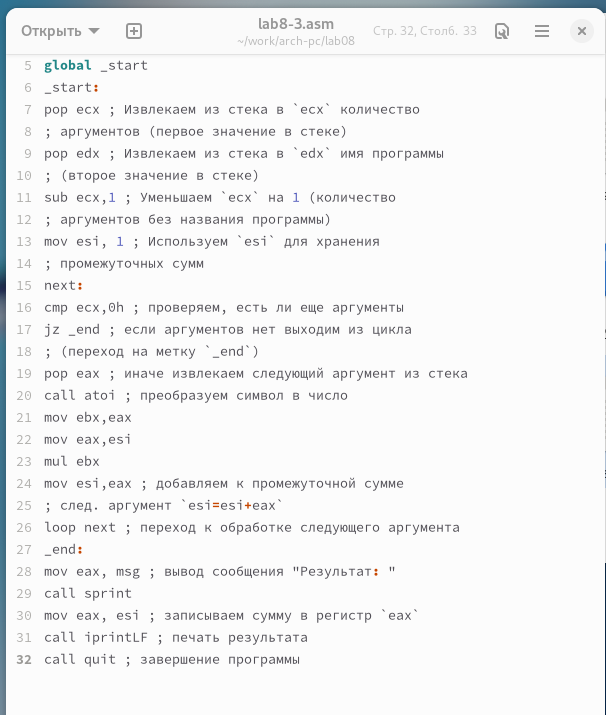 Открыть
lab8-3.asm
~/work/arch-pc/lab08
Стр. 32, Столб. 33
5 global _start
6 _start:
7 pop ecx ; Извлекаем из стека в `ecx` количество
8 ; аргументов (первое значение в стеке)
9 pop edx ; Извлекаем из стека в `edx` имя программы
10 ; (второе значение в стеке)
11 sub ecx,1 ; Уменьшаем `ecx` на 1 (количество
12 ; аргументов без названия программы)
13 mov esi, 1 ; Используем `esi` для хранения
14 ; промежуточных сумм
15 next:
16 cmp ecx,0h ; проверяем, есть ли еще аргументы
17 jz _end ; если аргументов нет выходим из цикла
18 ; (переход на метку `_end`)
19 pop eax ; иначе извлекаем следующий аргумент из стека
20 call atoi ; преобразуем символ в число
21 mov ebx,eax
22 mov eax,esi
23 mul ebx
24 mov esi,eax ; добавляем к промежуточной сумме
25 ; след. аргумент `esi=esi+eax`
26 loop next ; переход к обработке следующего аргумента
27 _end:
28 mov eax, msg ; вывод сообщения "Результат: "
29 call sprint
30 mov eax, esi ; записываем сумму в регистр `eax`
31 call iprintLF ; печать результата
32 call quit ; завершение программы